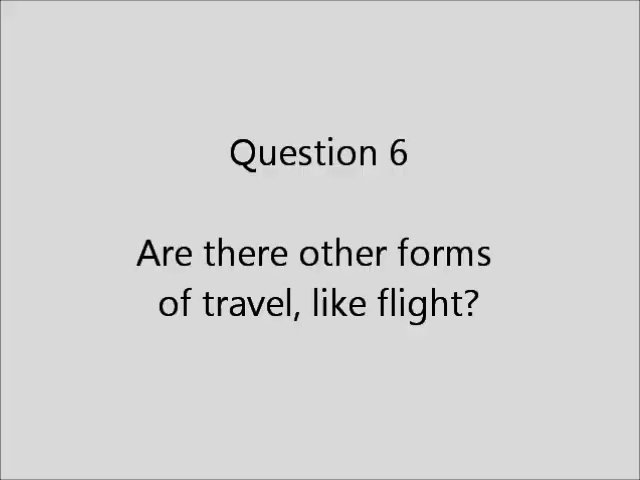 Question 6
Are there other forms
of travel, like flight?